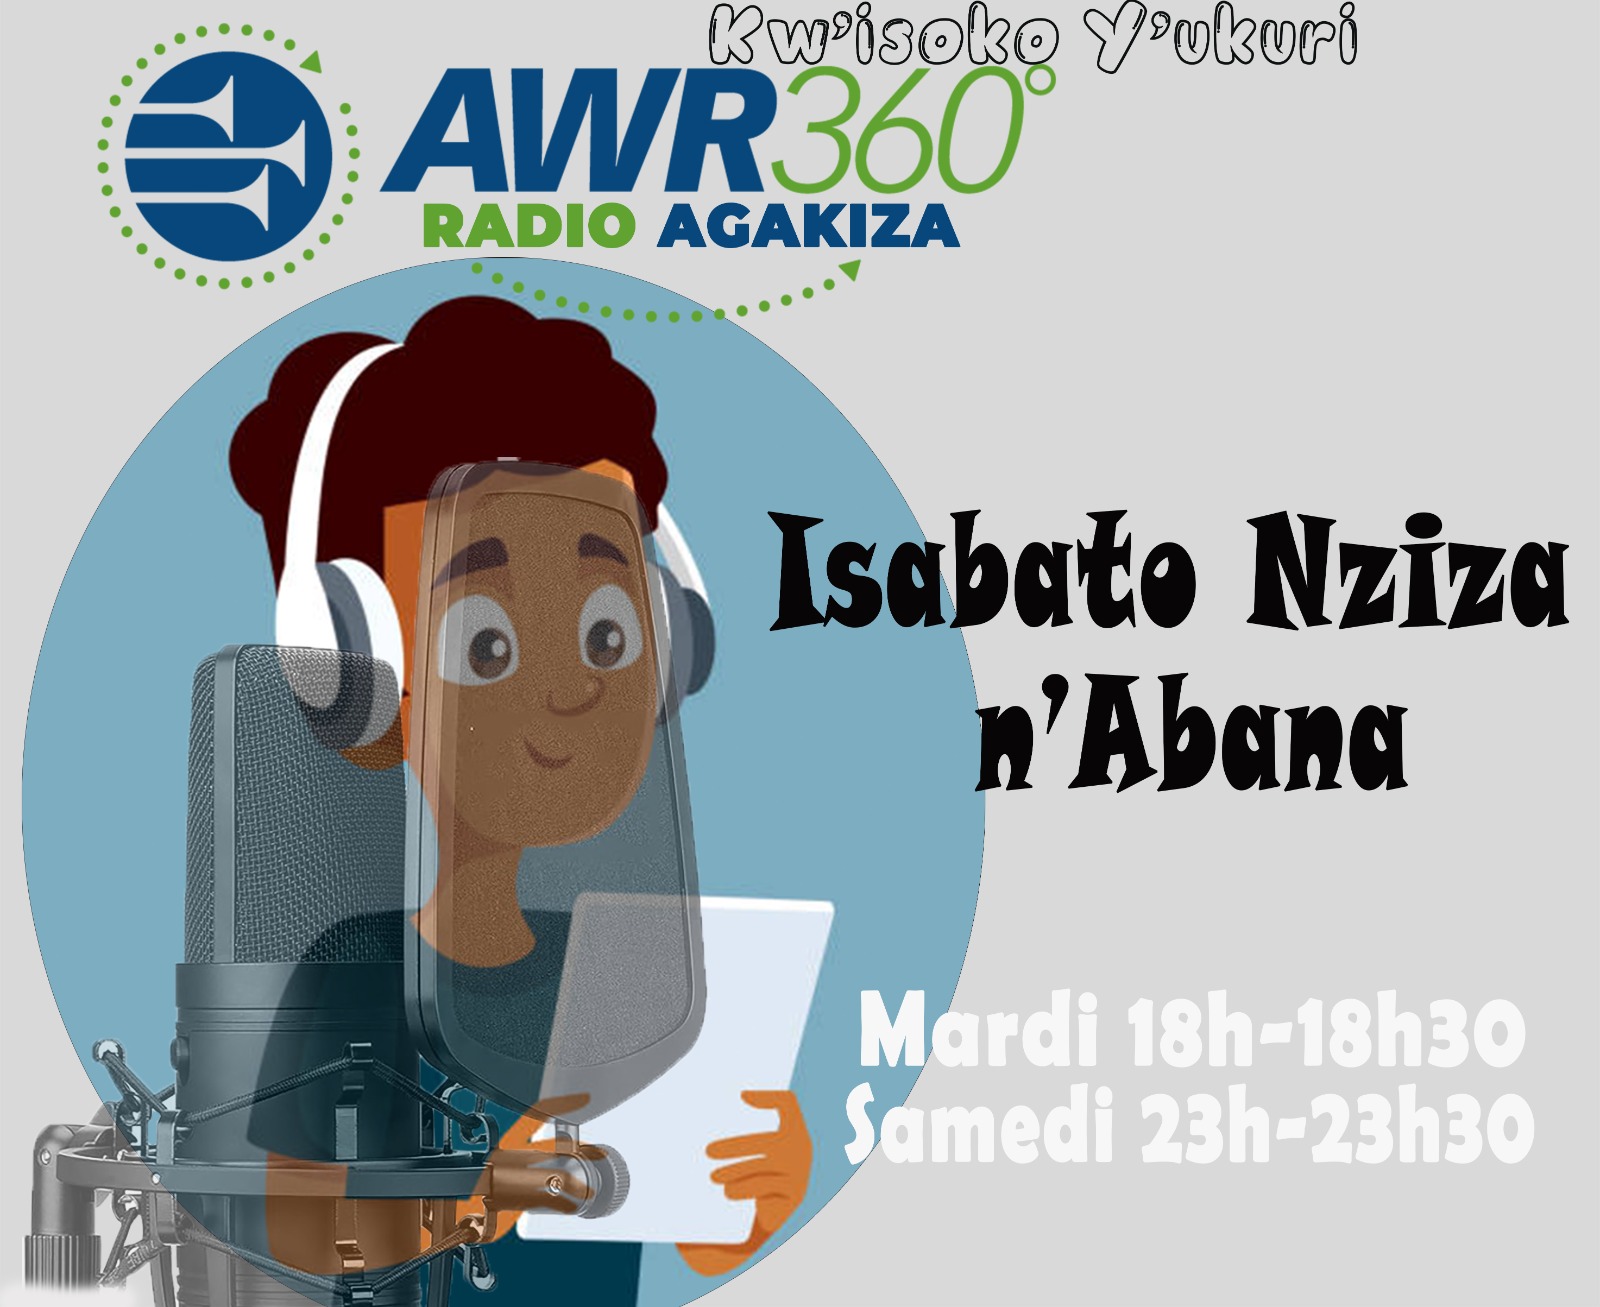 Kw'isoko Y'ukuri
AWR360°
RADIO AGAKIZA
Isabato Nziza
n'Abana
Mardi 18h-18h30
Samedi 23h-23h30